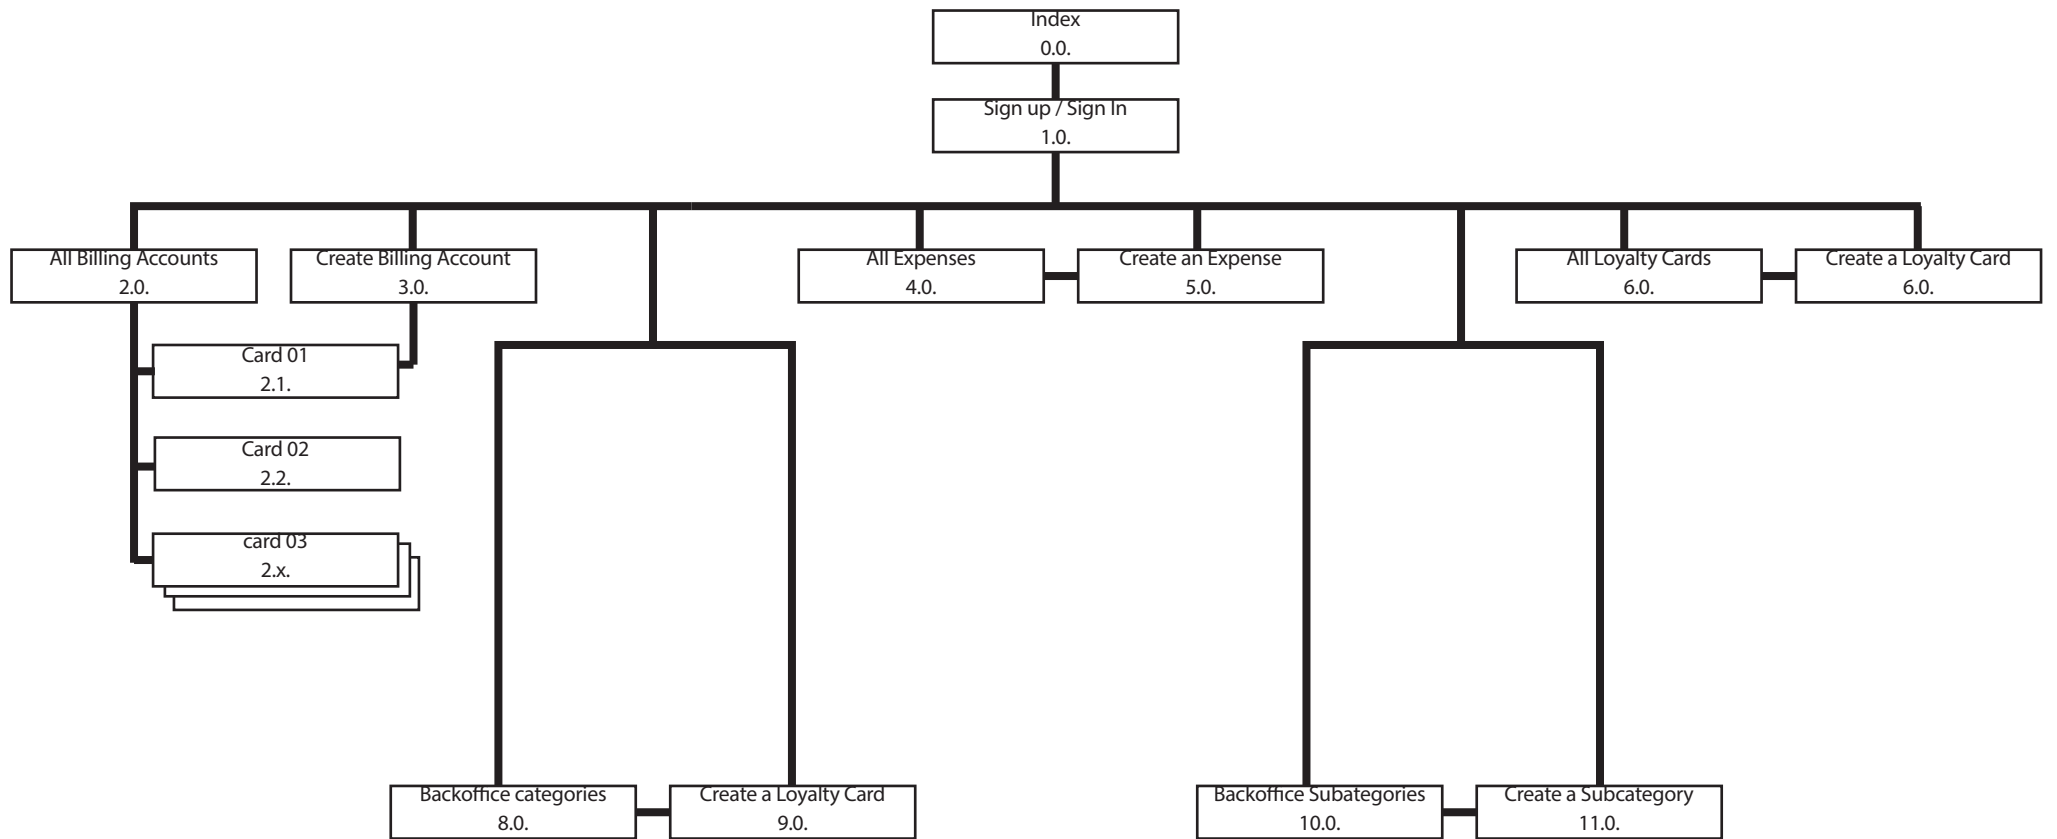 Index
0.0.
Sign up / Sign In
1.0.
All Billing Accounts
2.0.
Create Billing Account
3.0.
All Expenses
4.0.
Create an Expense
5.0.
All Loyalty Cards
6.0.
Create a Loyalty Card
6.0.
Card 01
2.1.
Card 02
2.2.
card 03
2.x.
Backoffice categories
8.0.
Create a Loyalty Card
9.0.
Backoffice Subategories
10.0.
Create a Subcategory
11.0.